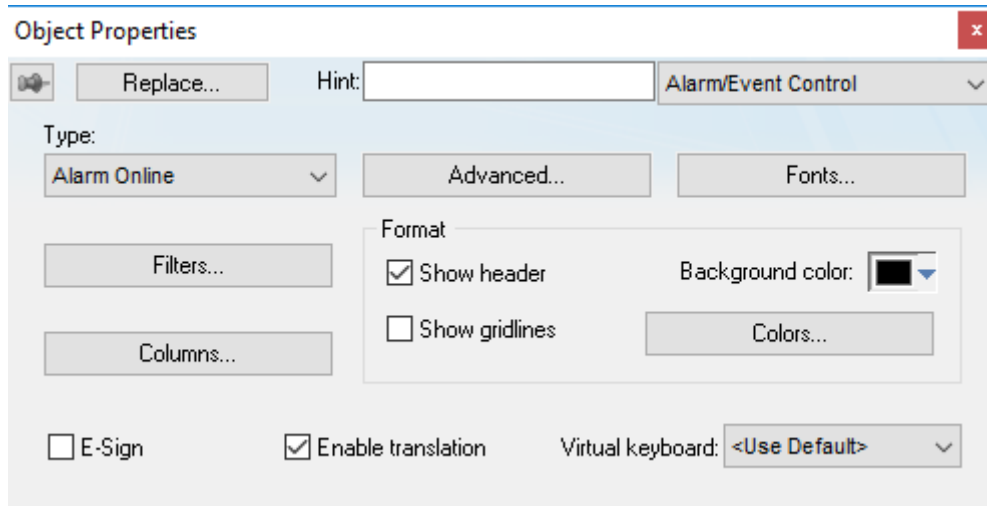 Object Properties
x
Replace...
Hint:
Alarm/Event Control
Type:
Alarm Online
Advanced...
Fonts...
Format
Filters...
Show header
Background color:
Show gridlines
Colors...
Columns...
E-Sign
Enable translation
Virtual keyboard:
<Use Default>